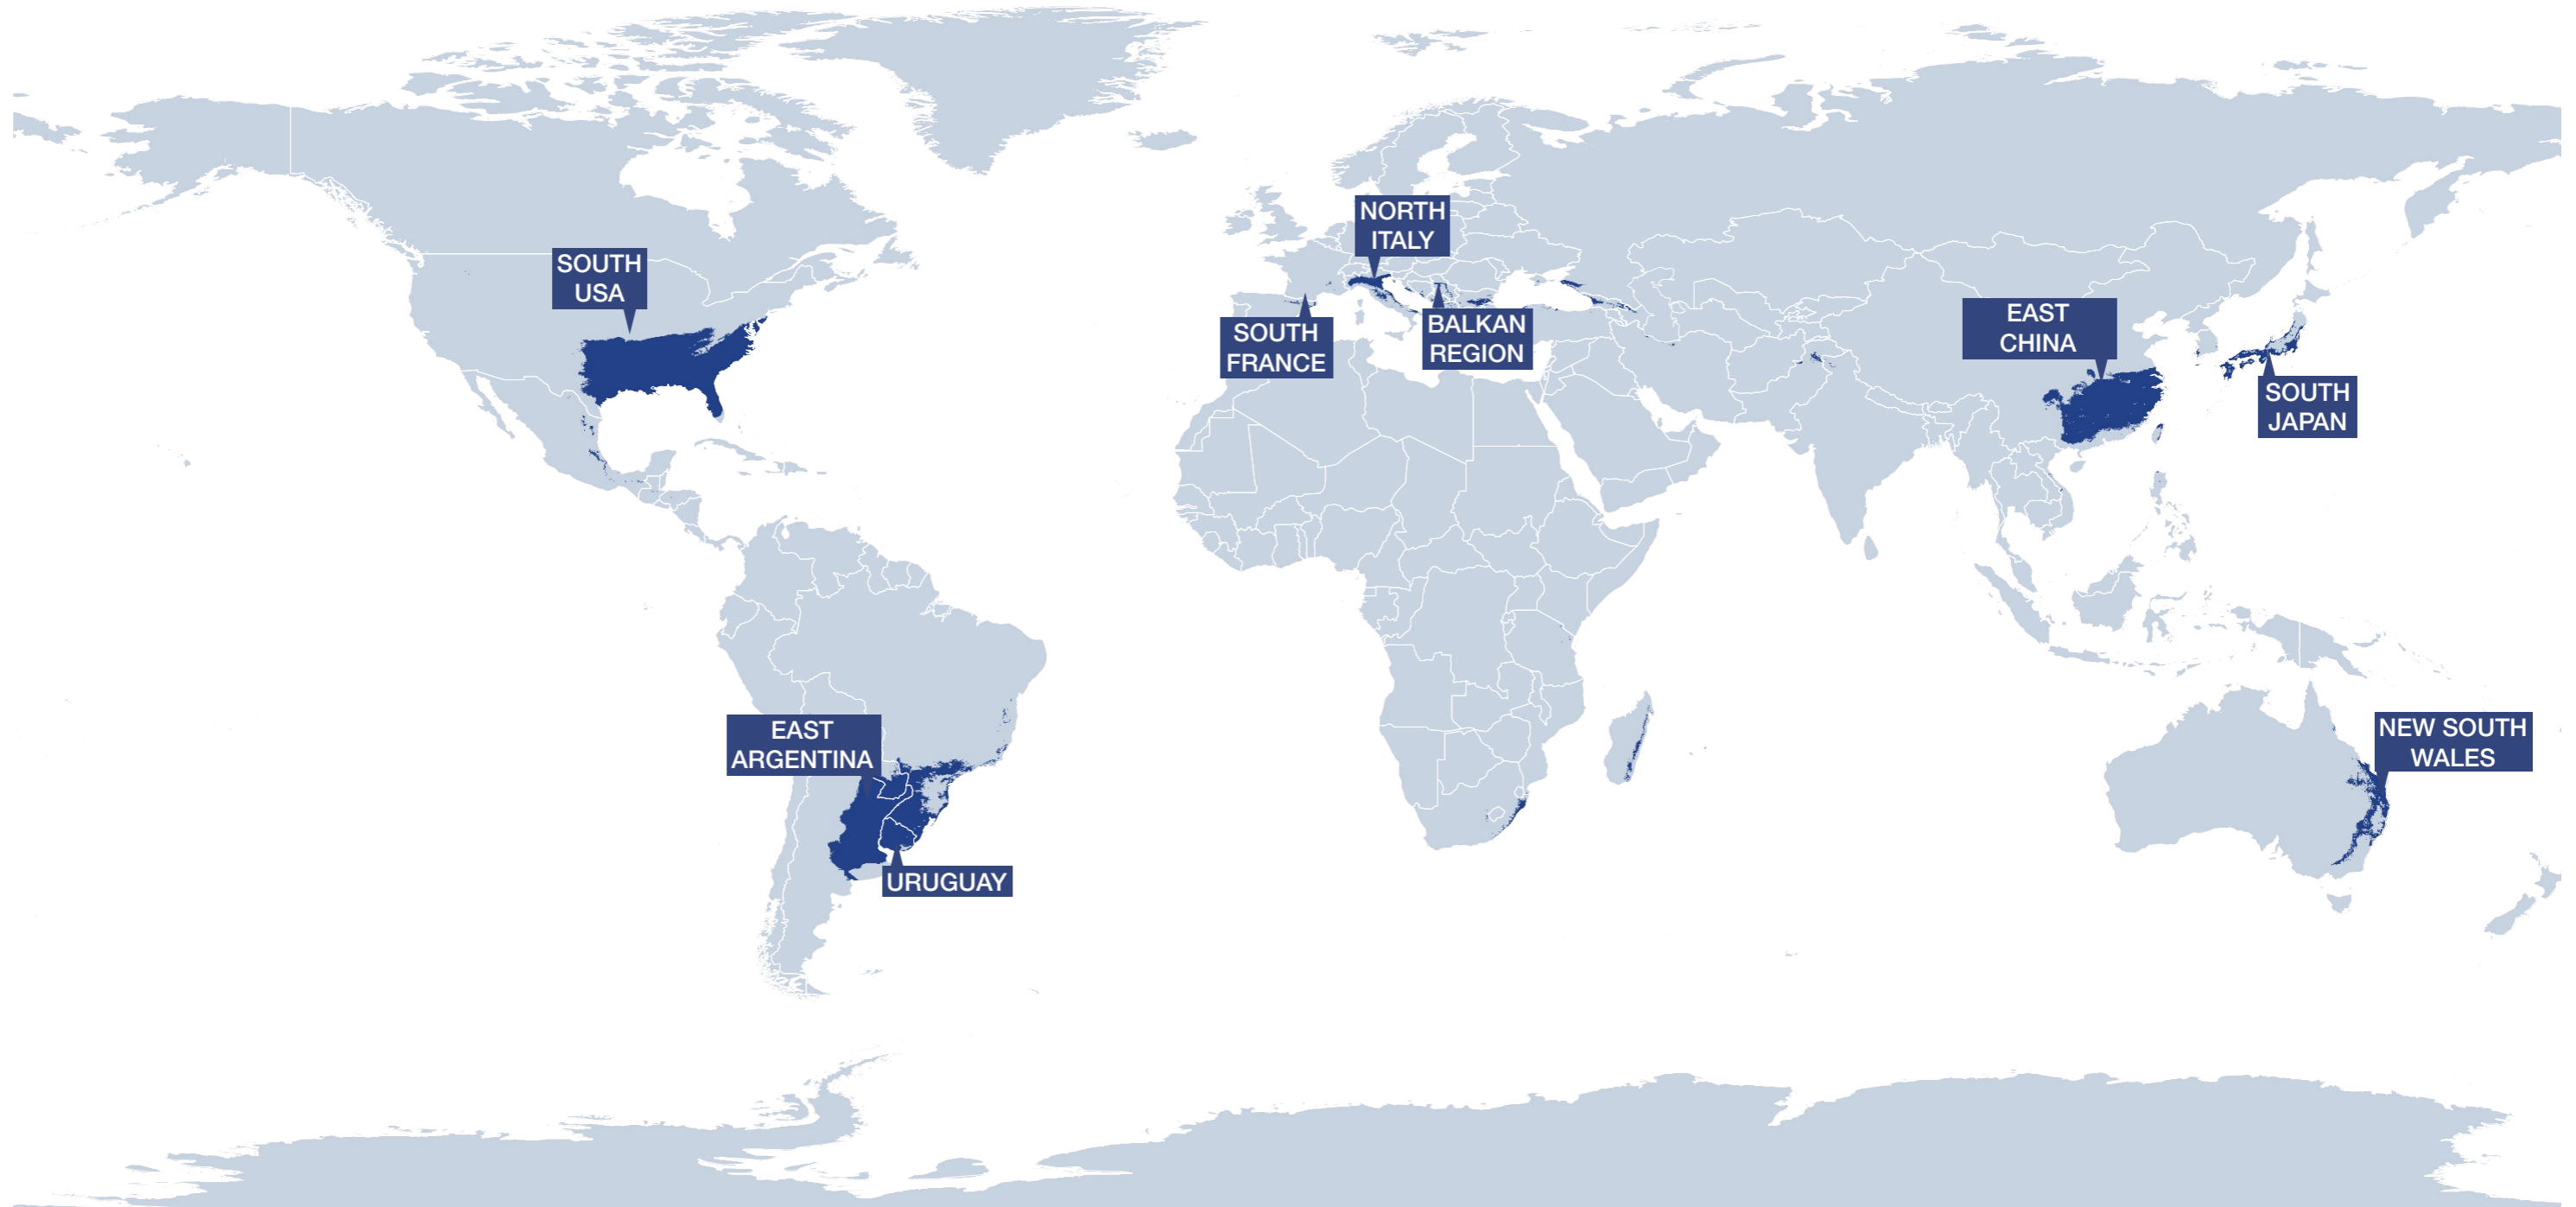 NORTH
ITALY
SOUTH
USA
EAST
CHINA
SOUTH
FRANCE
BALKAN
REGION
SOUTH
JAPAN
EAST
ARGENTINA
NEW SOUTH
WALES
URUGUAY